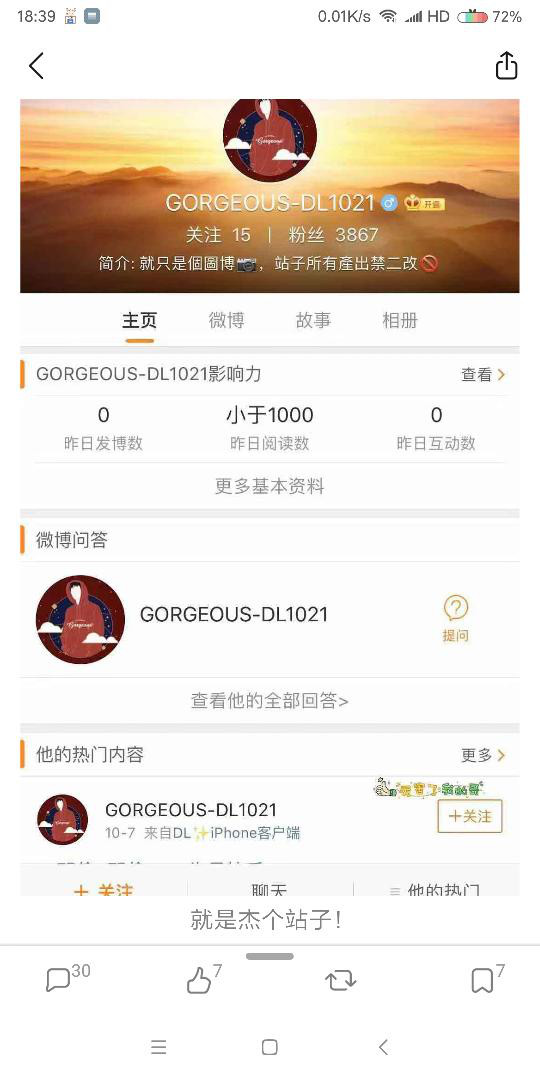 18:39 0.01K/s HD 72%
GORGEOUS-DL1021 开通
关注 15 | 粉丝 3867
简介: 就只是個圖博📷，站子所有產出禁二改🚫
主页 微博 故事 相册
GORGEOUS-DL1021影响力 查看 >
0 小于1000 0
昨日发博数 昨日阅读数 昨日互动数
更多基本资料
微博问答
Gorgeous
GORGEOUS-DL1021
提问
查看他的全部回答>
他的热门内容 更多 >
GORGEOUS-DL1021
+关注
10-7 来自DL✨iPhone客户端
+ 关注 聊天 ≡ 他的热门
就是杰个站子！
30 7 7